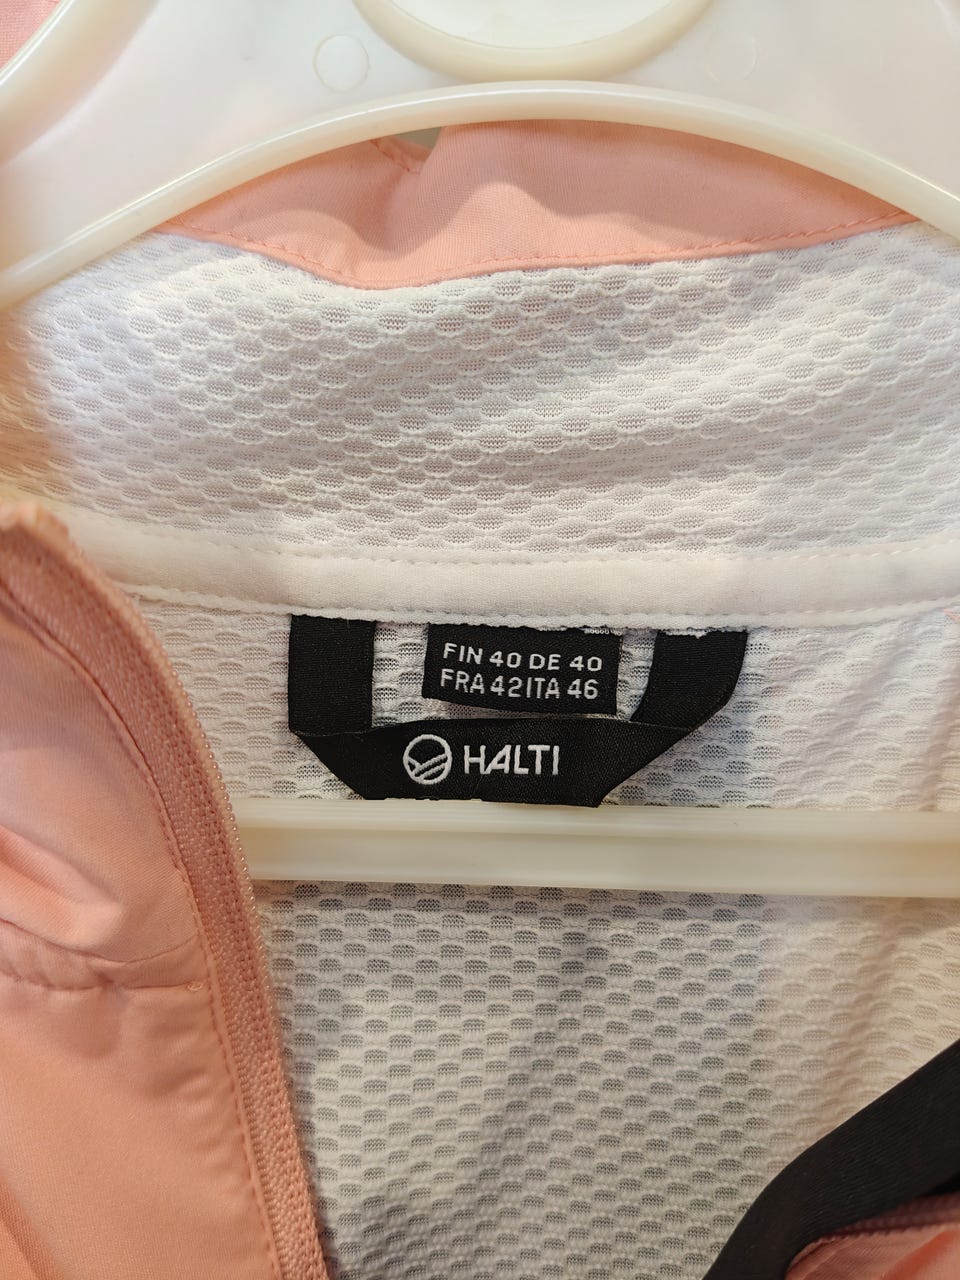 FIN 40 DE 40
FRA 42 ITA 46
HALTI